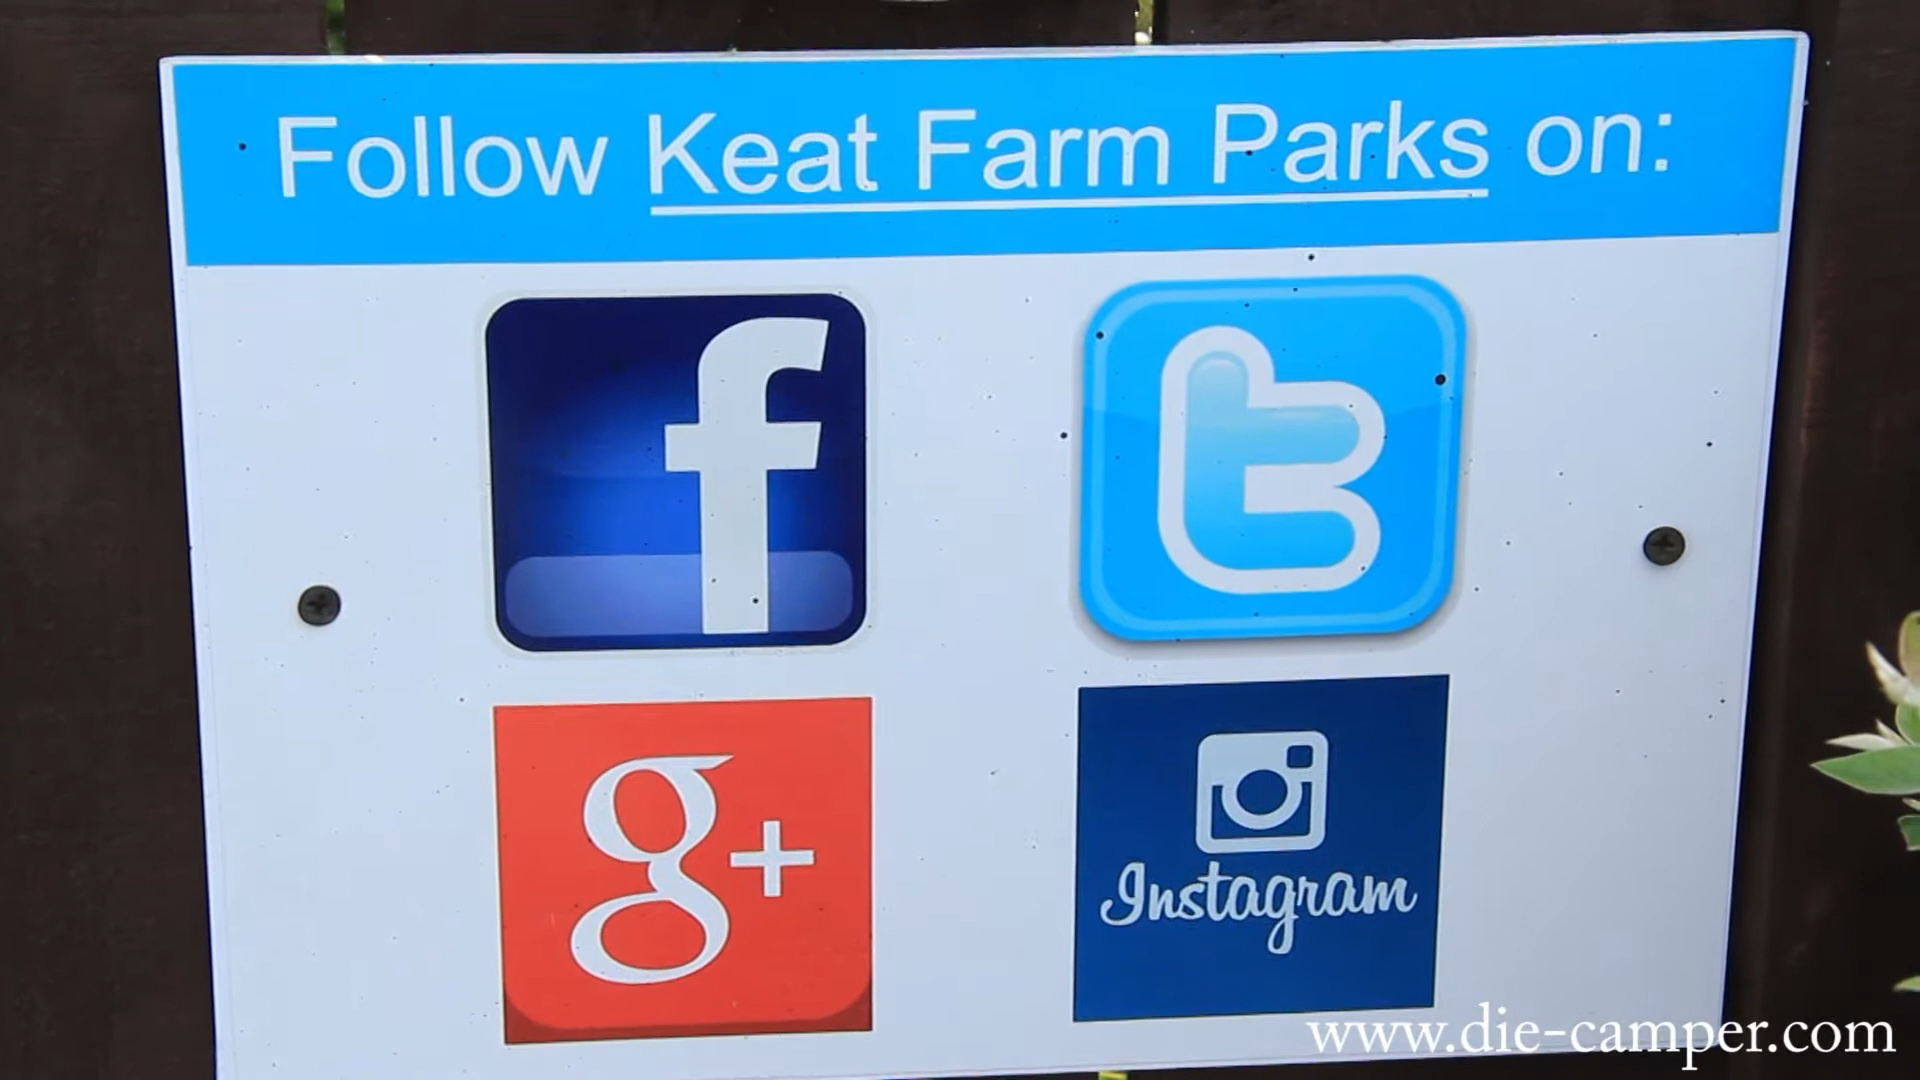 Follow Keat Farm Parks on:
f
t
g+
Instagram
www.die-camper.com